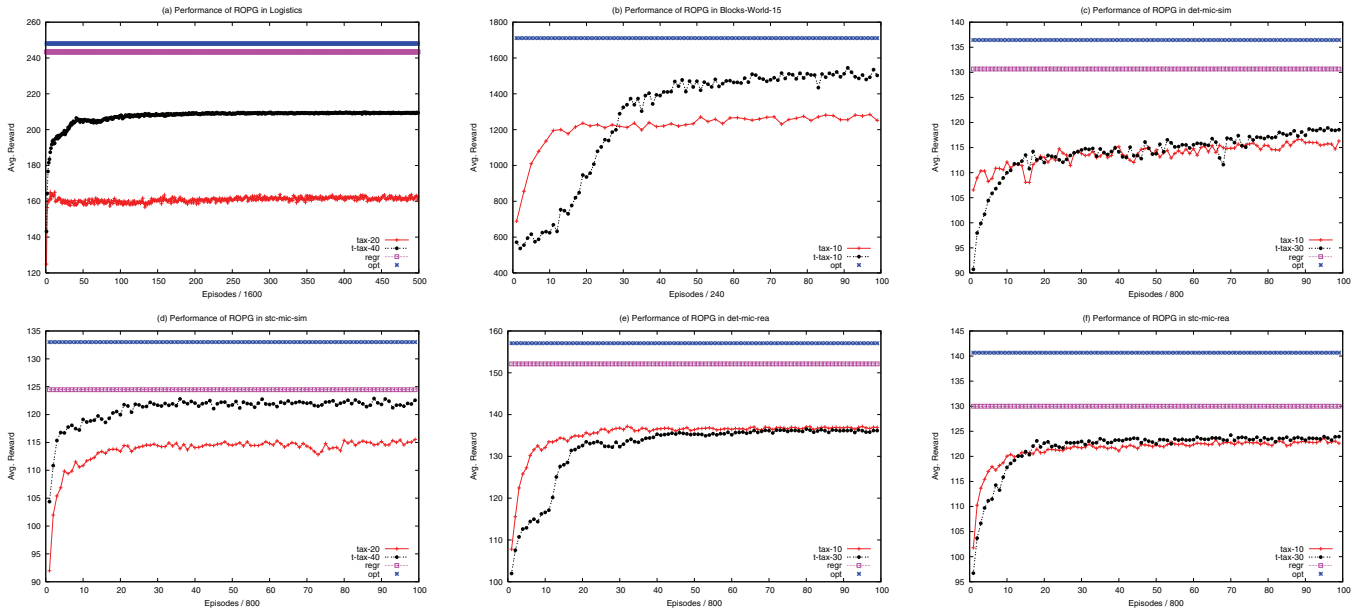 (a) Performance of ROPG in Logistics
260
240
220
200
180
160
140
120
Avg. Reward
0 50 100 150 200 250 300 350 400 450 500
Episodes / 1600
tax-20
t-tax-40
regr
opt
(b) Performance of ROPG in Blocks-World-15
1800
1600
1400
1200
1000
800
600
400
Avg. Reward
0 10 20 30 40 50 60 70 80 90 100
Episodes / 240
tax-10
t-tax-10
opt
(c) Performance of ROPG in det-mic-sim
140
135
130
125
120
115
110
105
100
95
90
Avg. Reward
0 10 20 30 40 50 60 70 80 90 100
Episodes / 800
tax-10
t-tax-30
regr
opt
(d) Performance of ROPG in stc-mic-sim
135
130
125
120
115
110
105
100
95
90
Avg. Reward
0 10 20 30 40 50 60 70 80 90 100
Episodes / 800
tax-20
t-tax-40
regr
opt
(e) Performance of ROPG in det-mic-rea
160
150
140
130
120
110
100
Avg. Reward
0 10 20 30 40 50 60 70 80 90 100
Episodes / 800
tax-10
t-tax-30
regr
opt
(f) Performance of ROPG in stc-mic-rea
145
140
135
130
125
120
115
110
105
100
95
Avg. Reward
0 10 20 30 40 50 60 70 80 90 100
Episodes / 800
tax-10
t-tax-30
regr
opt